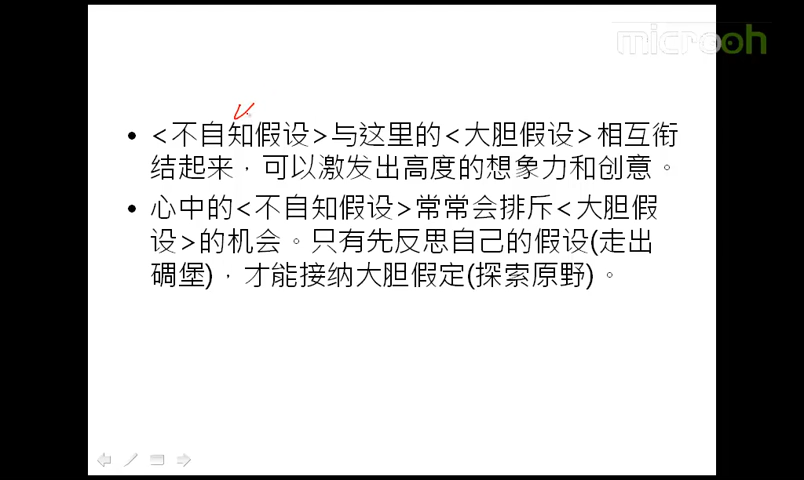 microoh
• <不自知假设>与这里的<大胆假设>相互衔
结起来，可以激发出高度的想象力和创意。
• 心中的<不自知假设>常常会排斥<大胆假
设>的机会。只有先反思自己的假设(走出
碉堡)，才能接纳大胆假定(探索原野)。